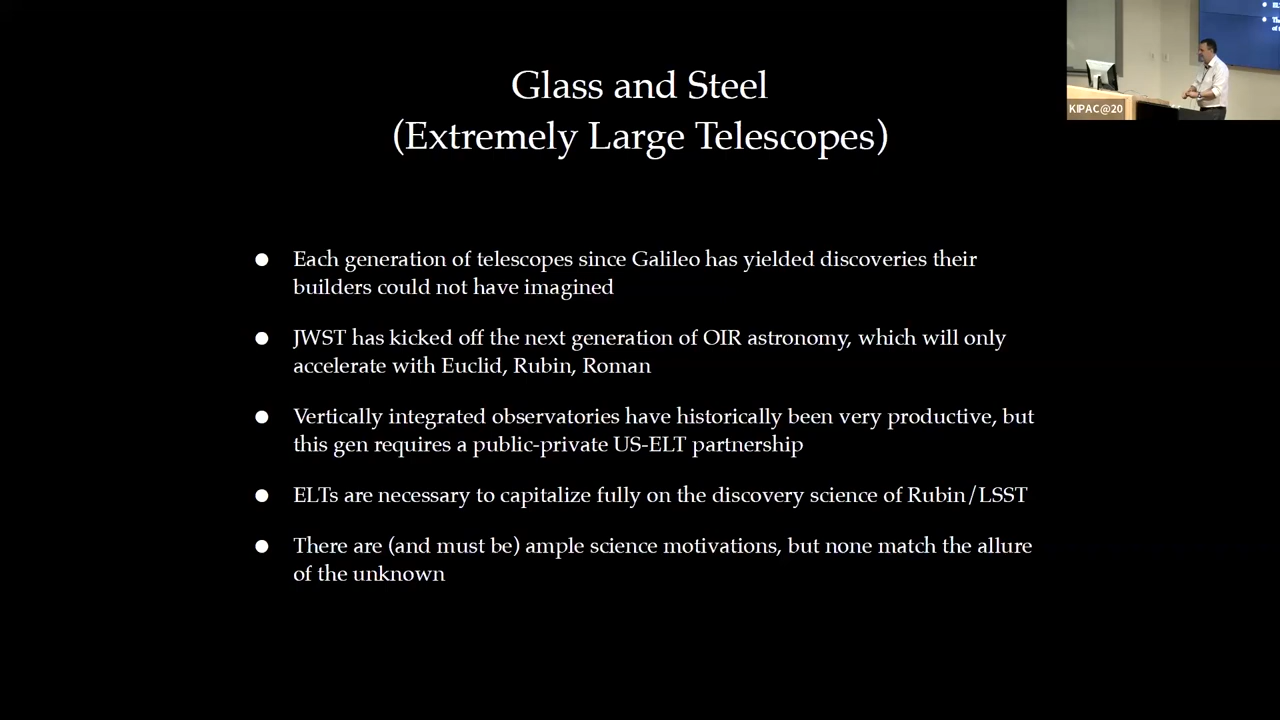 Glass and Steel
(Extremely Large Telescopes)
● Each generation of telescopes since Galileo has yielded discoveries their
builders could not have imagined
● JWST has kicked off the next generation of OIR astronomy, which will only
accelerate with Euclid, Rubin, Roman
● Vertically integrated observatories have historically been very productive, but
this gen requires a public-private US-ELT partnership
● ELTs are necessary to capitalize fully on the discovery science of Rubin/LSST
● There are (and must be) ample science motivations, but none match the allure
of the unknown
KIPAC@20